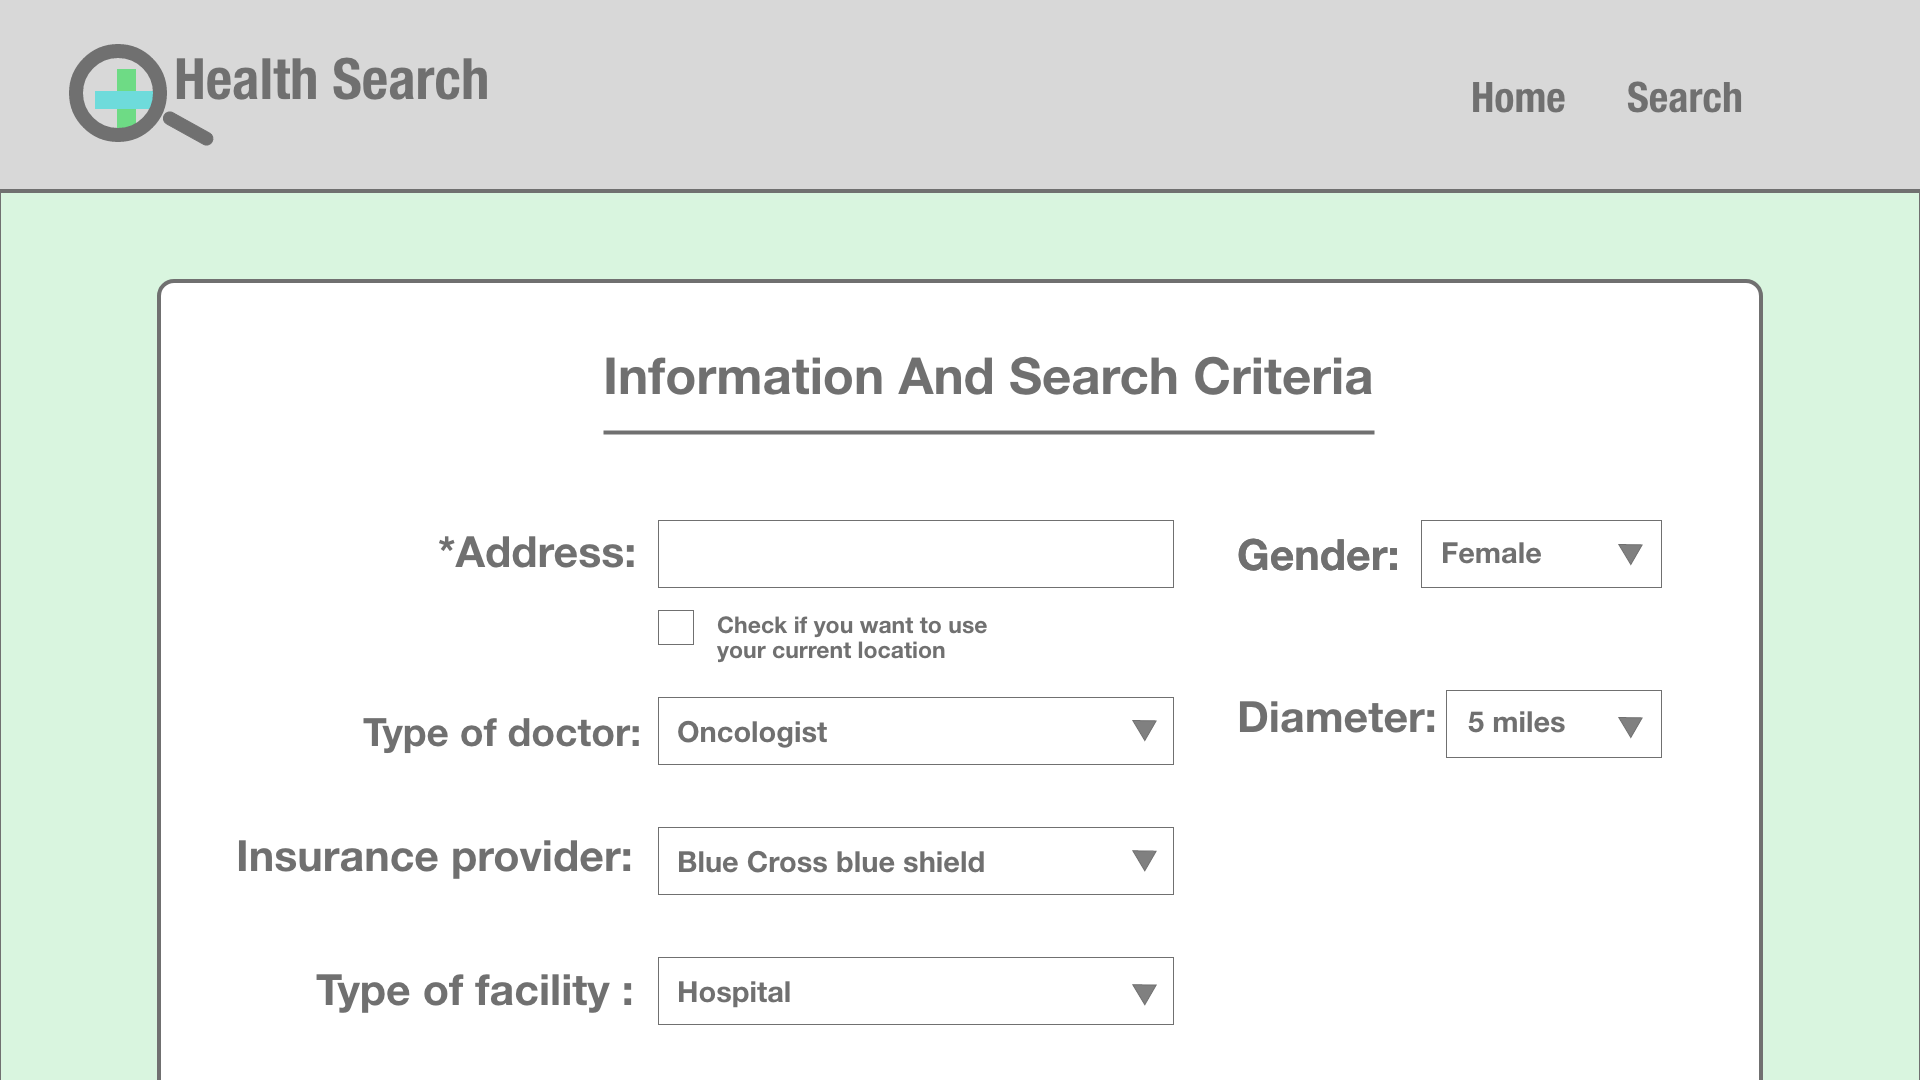 Health Search
Home
Search
Information And Search Criteria
*Address:
Gender:
Female
Check if you want to use
your current location
Type of doctor:
Oncologist
Diameter:
5 miles
Insurance provider:
Blue Cross blue shield
Type of facility :
Hospital